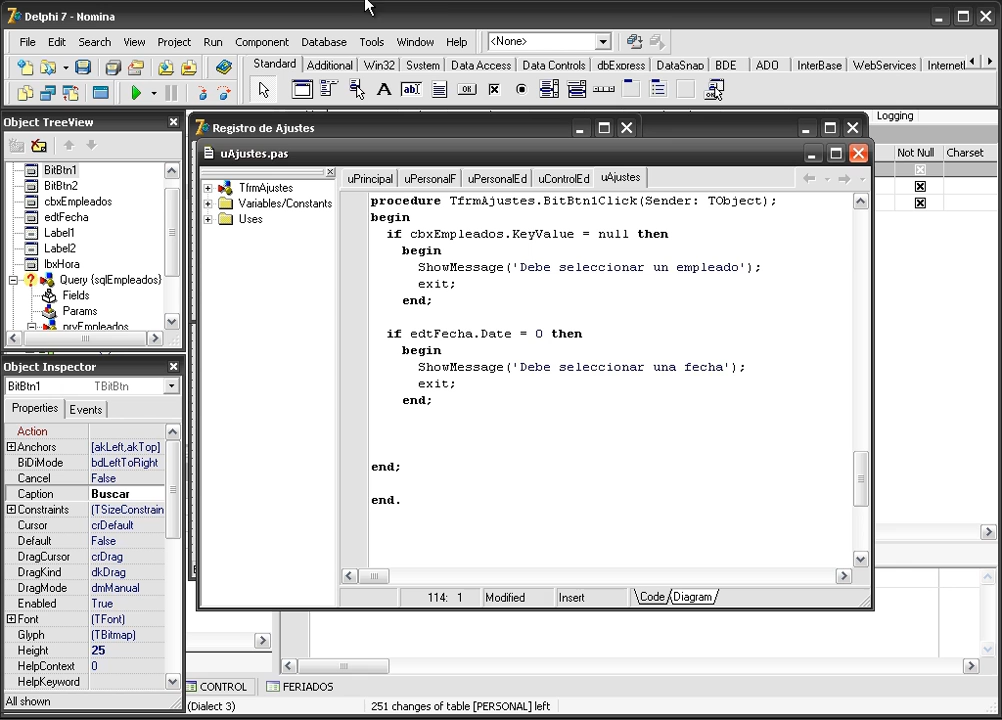 Delphi 7 - Nomina
File Edit Search View Project Run Component Database Tools Window Help <None>
Standard Additional Win32 System Data Access Data Controls dbExpress DataSnap BDE ADO InterBase WebServices InternetE
Object TreeView
BitBtn1
BitBtn2
cbxEmpleados
edtFecha
Label1
Label2
lbxHora
Query {sqlEmpleados}
Fields
Params
prvEmpleados
Object Inspector
BitBtn1 TBitBtn
Properties Events
Action
Anchors [akLeft,akTop]
BiDiMode bdLeftToRight
Cancel False
Caption Buscar
Constraints (TSizeConstrain
Cursor crDefault
Default False
DragCursor crDrag
DragKind dkDrag
DragMode dmManual
Enabled True
Font (TFont)
Glyph (TBitmap)
Height 25
HelpContext 0
HelpKeyword
All shown
Registro de Ajustes
uAjustes.pas
TfrmAjustes
Variables/Constants
Uses
uPrincipal uPersonalF uPersonalEd uControlEd uAjustes
procedure TfrmAjustes.BitBtn1Click(Sender: TObject);
begin
if cbxEmpleados.KeyValue = null then
begin
ShowMessage('Debe seleccionar un empleado');
exit;
end;
if edtFecha.Date = 0 then
begin
ShowMessage('Debe seleccionar una fecha');
exit;
end;
end;
end.
114: 1 Modified Insert Code Diagram
Logging
Not Null Charset
CONTROL FERIADOS
(Dialect 3) 251 changes of table [PERSONAL] left